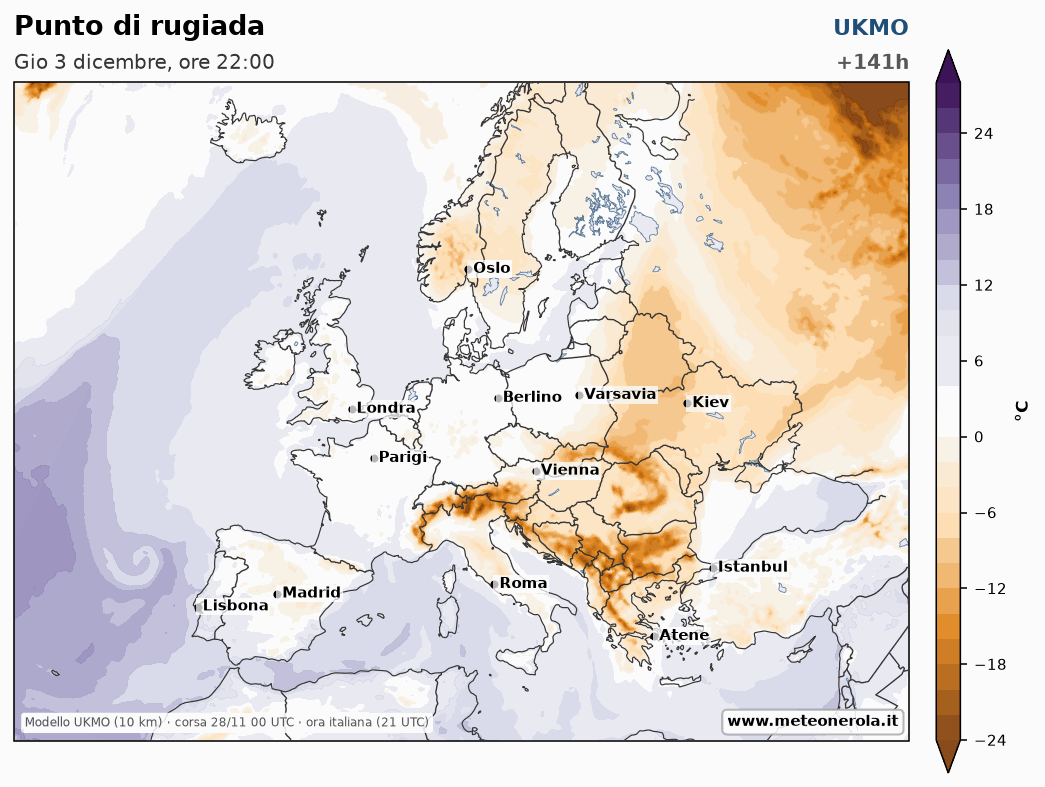 Punto di rugiada
UKMO
Gio 3 dicembre, ore 22:00
+141h
24
18
12
6
0
−6
−12
−18
−24
°C
Oslo
Berlino
Varsavia
Kiev
Londra
Parigi
Vienna
Istanbul
Roma
Madrid
Lisbona
Atene
Modello UKMO (10 km) · corsa 28/11 00 UTC · ora italiana (21 UTC)
www.meteonerola.it